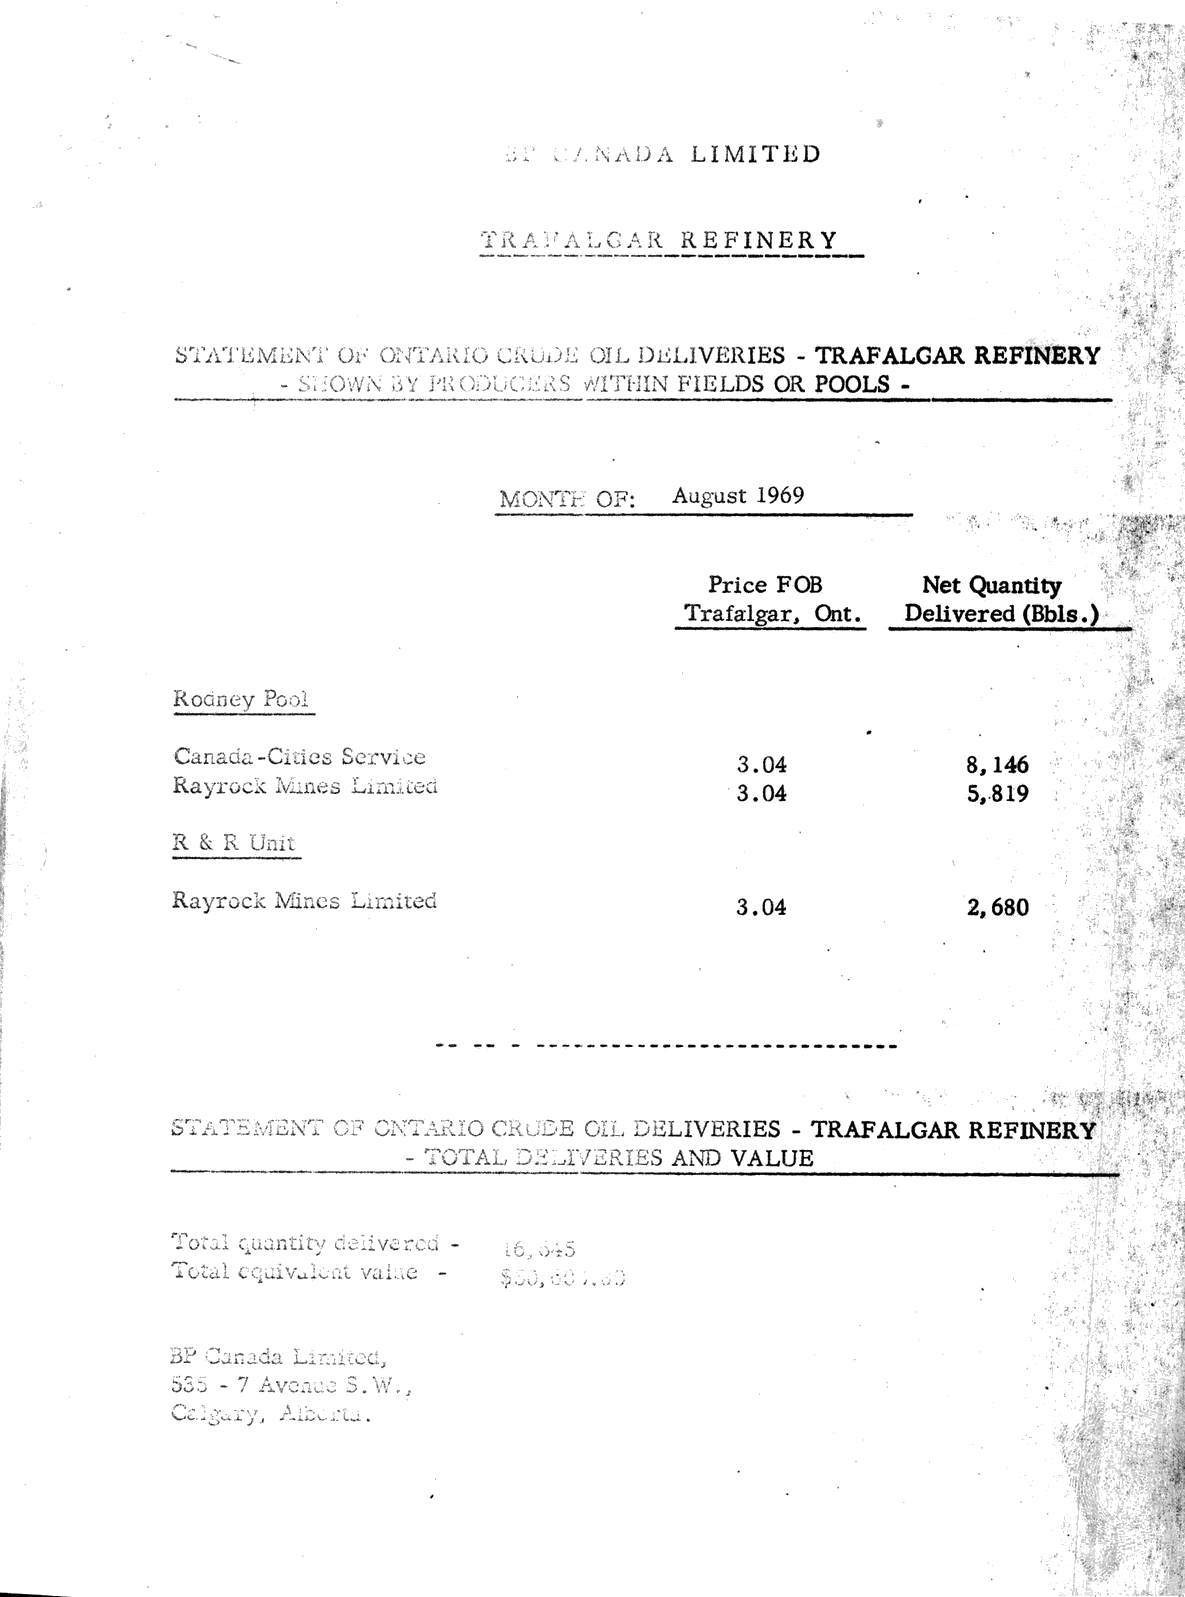 BP CANADA LIMITED
TRAFALGAR REFINERY
STATEMENT OF ONTARIO CRUDE OIL DELIVERIES - TRAFALGAR REFINERY
- SHOWN BY PRODUCERS WITHIN FIELDS OR POOLS -
MONTH OF: August 1969
Price FOB Net Quantity
Trafalgar, Ont. Delivered (Bbls.)
Rodney Pool
Canada-Cities Service 3.04 8,146
Rayrock Mines Limited 3.04 5,819
R & R Unit
Rayrock Mines Limited 3.04 2,680
STATEMENT OF ONTARIO CRUDE OIL DELIVERIES - TRAFALGAR REFINERY
- TOTAL DELIVERIES AND VALUE
Total quantity delivered - 16,645
Total equivalent value -
BP Canada Limited,
535 - 7 Avenue S.W.,
Calgary, Alberta.